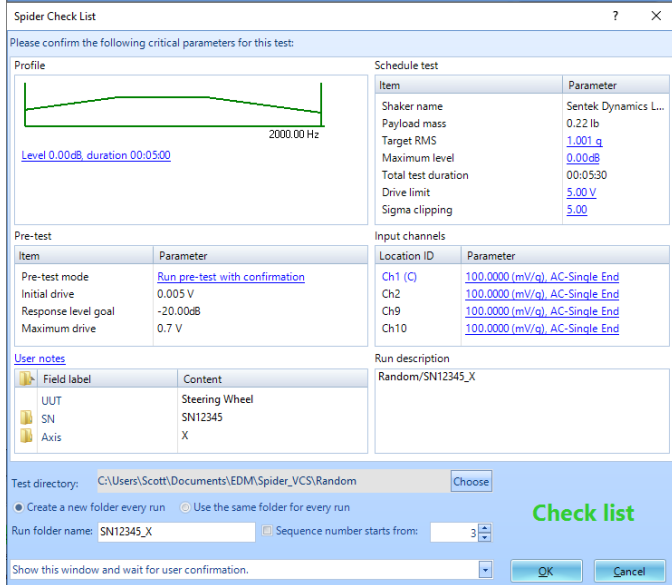 Spider Check List
? X
Please confirm the following critical parameters for this test:
Profile
2000.00 Hz
Level 0.00dB, duration 00:05:00
Schedule test
Item Parameter
Shaker name Sentek Dynamics L...
Payload mass 0.22 lb
Target RMS 1.001 g
Maximum level 0.00dB
Total test duration 00:05:30
Drive limit 5.00 V
Sigma clipping 5.00
Pre-test
Item Parameter
Pre-test mode Run pre-test with confirmation
Initial drive 0.005 V
Response level goal -20.00dB
Maximum drive 0.7 V
Input channels
Location ID Parameter
Ch1 (C) 100.0000 (mV/g), AC-Single End
Ch2 100.0000 (mV/g), AC-Single End
Ch9 100.0000 (mV/g), AC-Single End
Ch10 100.0000 (mV/g), AC-Single End
User notes
Field label Content
UUT Steering Wheel
SN SN12345
Axis X
Run description
Random/SN12345_X
Test directory: C:\Users\Scott\Documents\EDM\Spider_VCS\Random Choose
Create a new folder every run Use the same folder for every run
Run folder name: SN12345_X Sequence number starts from: 3
Check list
Show this window and wait for user confirmation.
OK Cancel